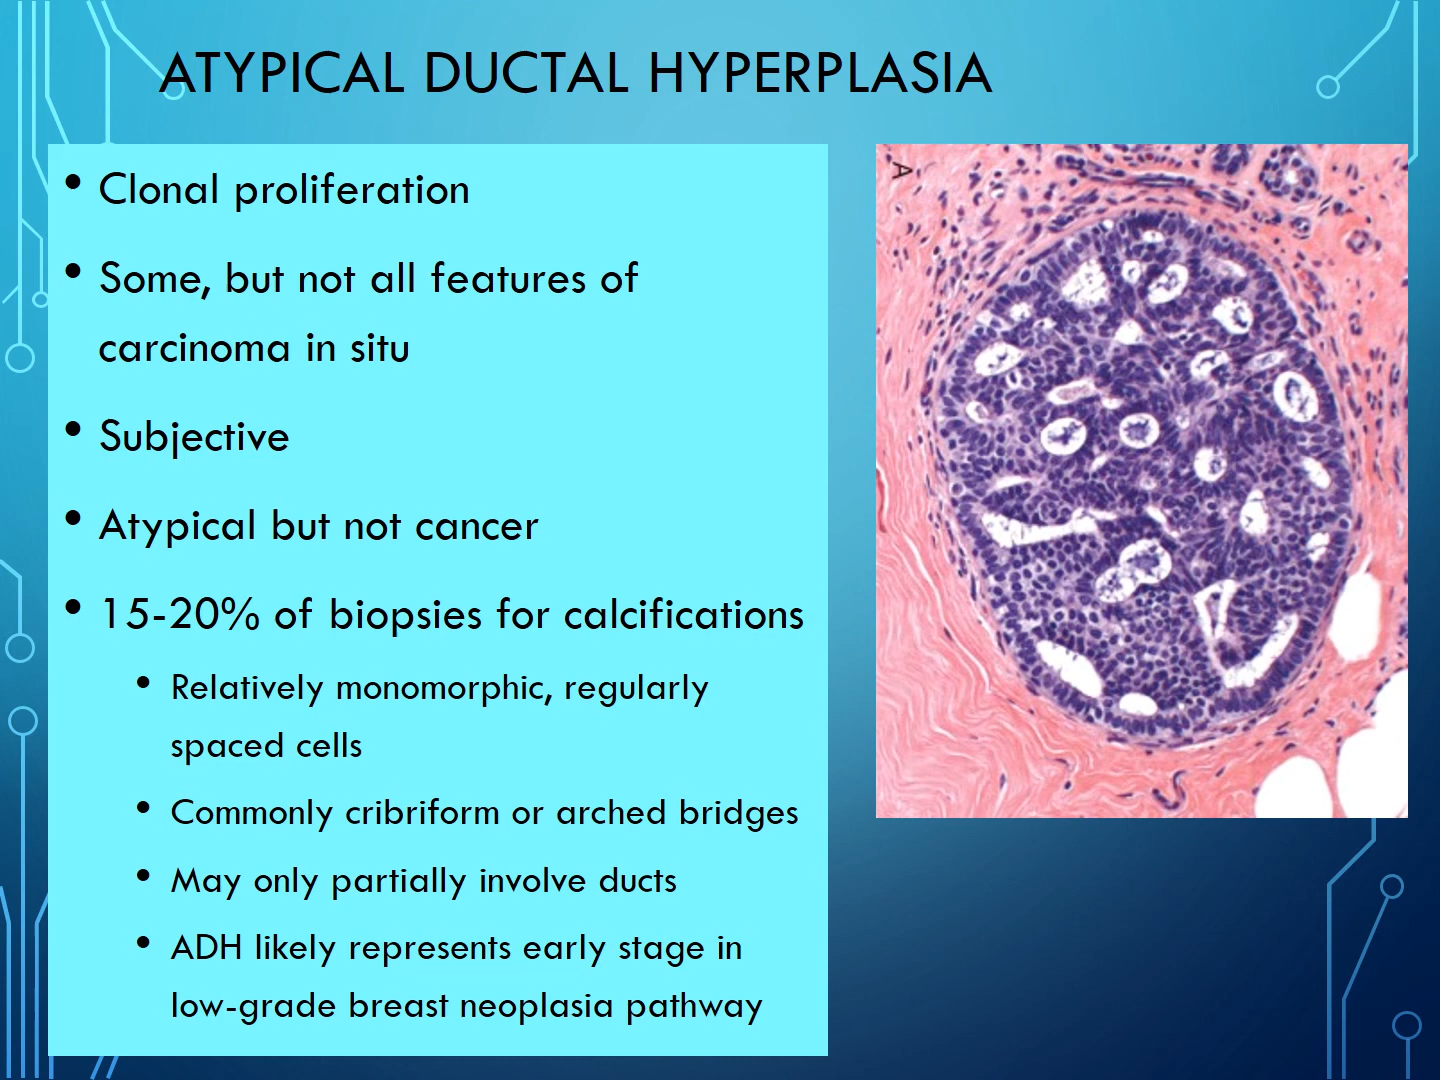 ATYPICAL DUCTAL HYPERPLASIA
• Clonal proliferation
• Some, but not all features of
carcinoma in situ
• Subjective
• Atypical but not cancer
• 15-20% of biopsies for calcifications
• Relatively monomorphic, regularly
spaced cells
• Commonly cribriform or arched bridges
• May only partially involve ducts
• ADH likely represents early stage in
low-grade breast neoplasia pathway
A